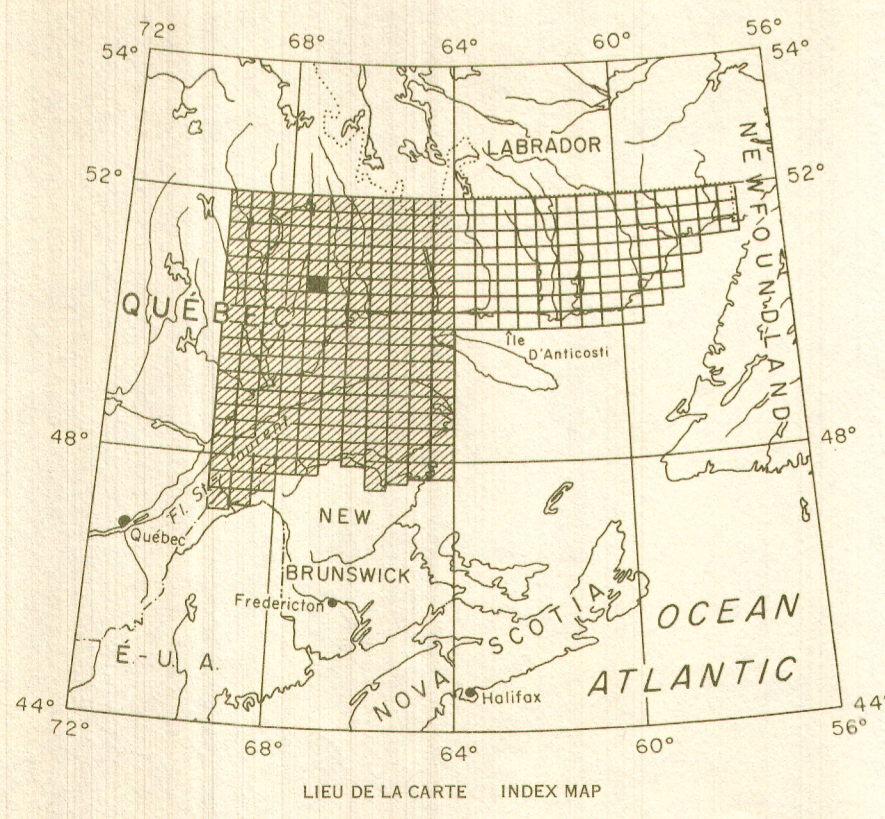 72° 68° 64° 60° 56°
54° 54°
LABRADOR
52° 52°
NEWFOUNDLAND
QUÉBEC
Île
D'Anticosti
48° 48°
Fl. St-Laurent
Québec
NEW
BRUNSWICK
Fredericton
É.-U. A.
NOVA SCOTIA
Halifax
OCEAN
ATLANTIC
44° 44°
72° 68° 64° 60° 56°
LIEU DE LA CARTE INDEX MAP